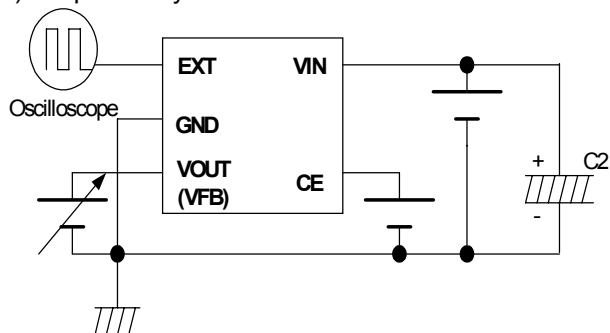 EXT VIN
Oscilloscope
GND
VOUT
(VFB) CE
+ C2
-